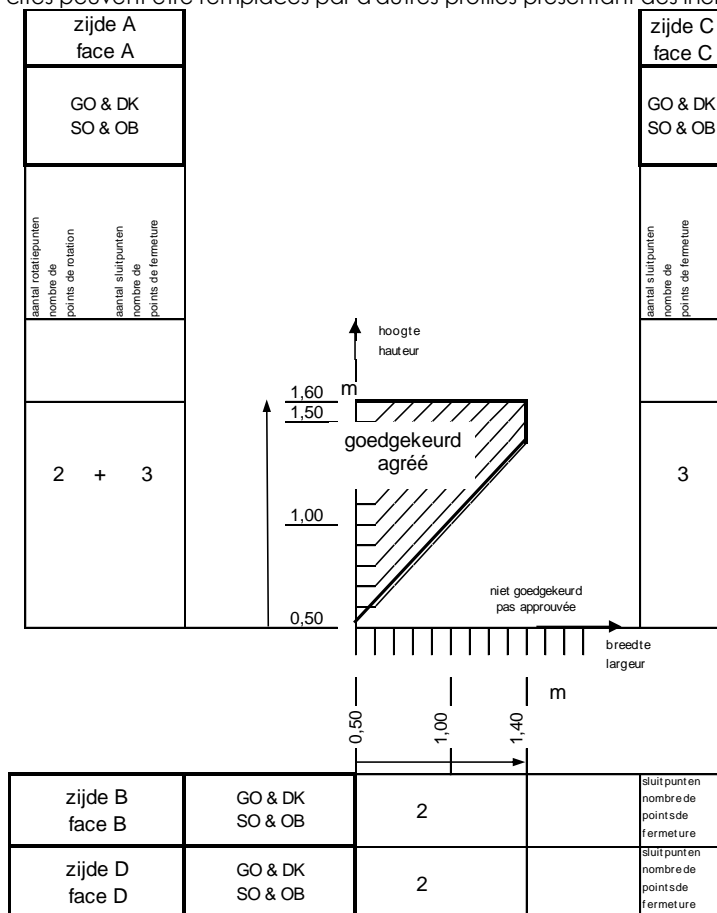 elles peuvent être remplacés par d'autres profilés présentant des iner
zijde A
face A
zijde C
face C
GO & DK
SO & OB
GO & DK
SO & OB
aantal rotatiepunten
nombre de
points de rotation
aantal sluitpunten
nombre de
points de fermeture
aantal sluitpunten
nombre de
points de fermeture
hoogte
hauteur
m
1,60
1,50
goedgekeurd
agréé
2 + 3
3
1,00
niet goedgekeurd
pas approuvée
0,50
breedte
largeur
m
0,50
1,00
1,40
zijde B
face B
GO & DK
SO & OB
2
sluitpunten
nombre de
points de
fermeture
zijde D
face D
GO & DK
SO & OB
2
sluitpunten
nombre de
points de
fermeture